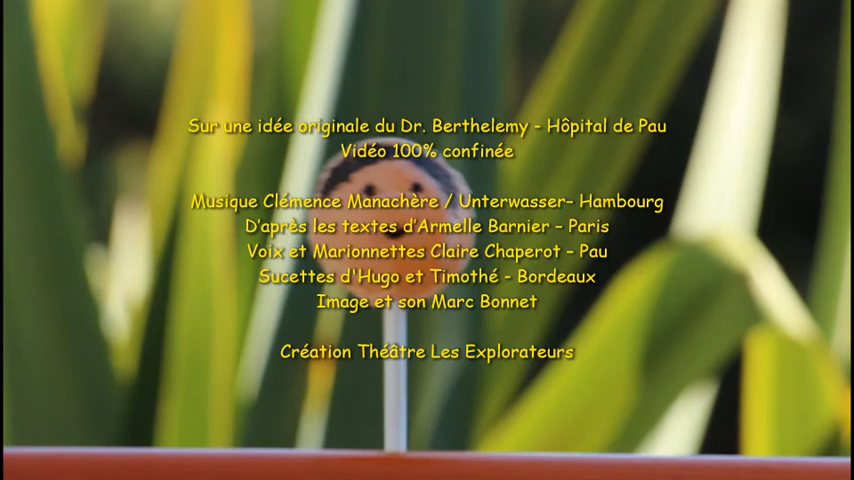 Sur une idée originale du Dr. Berthelemy - Hôpital de Pau
Vidéo 100% confinée
Musique Clémence Manachère / Unterwasser– Hambourg
D'après les textes d'Armelle Barnier – Paris
Voix et Marionnettes Claire Chaperot – Pau
Sucettes d'Hugo et Timothé - Bordeaux
Image et son Marc Bonnet
Création Théâtre Les Explorateurs